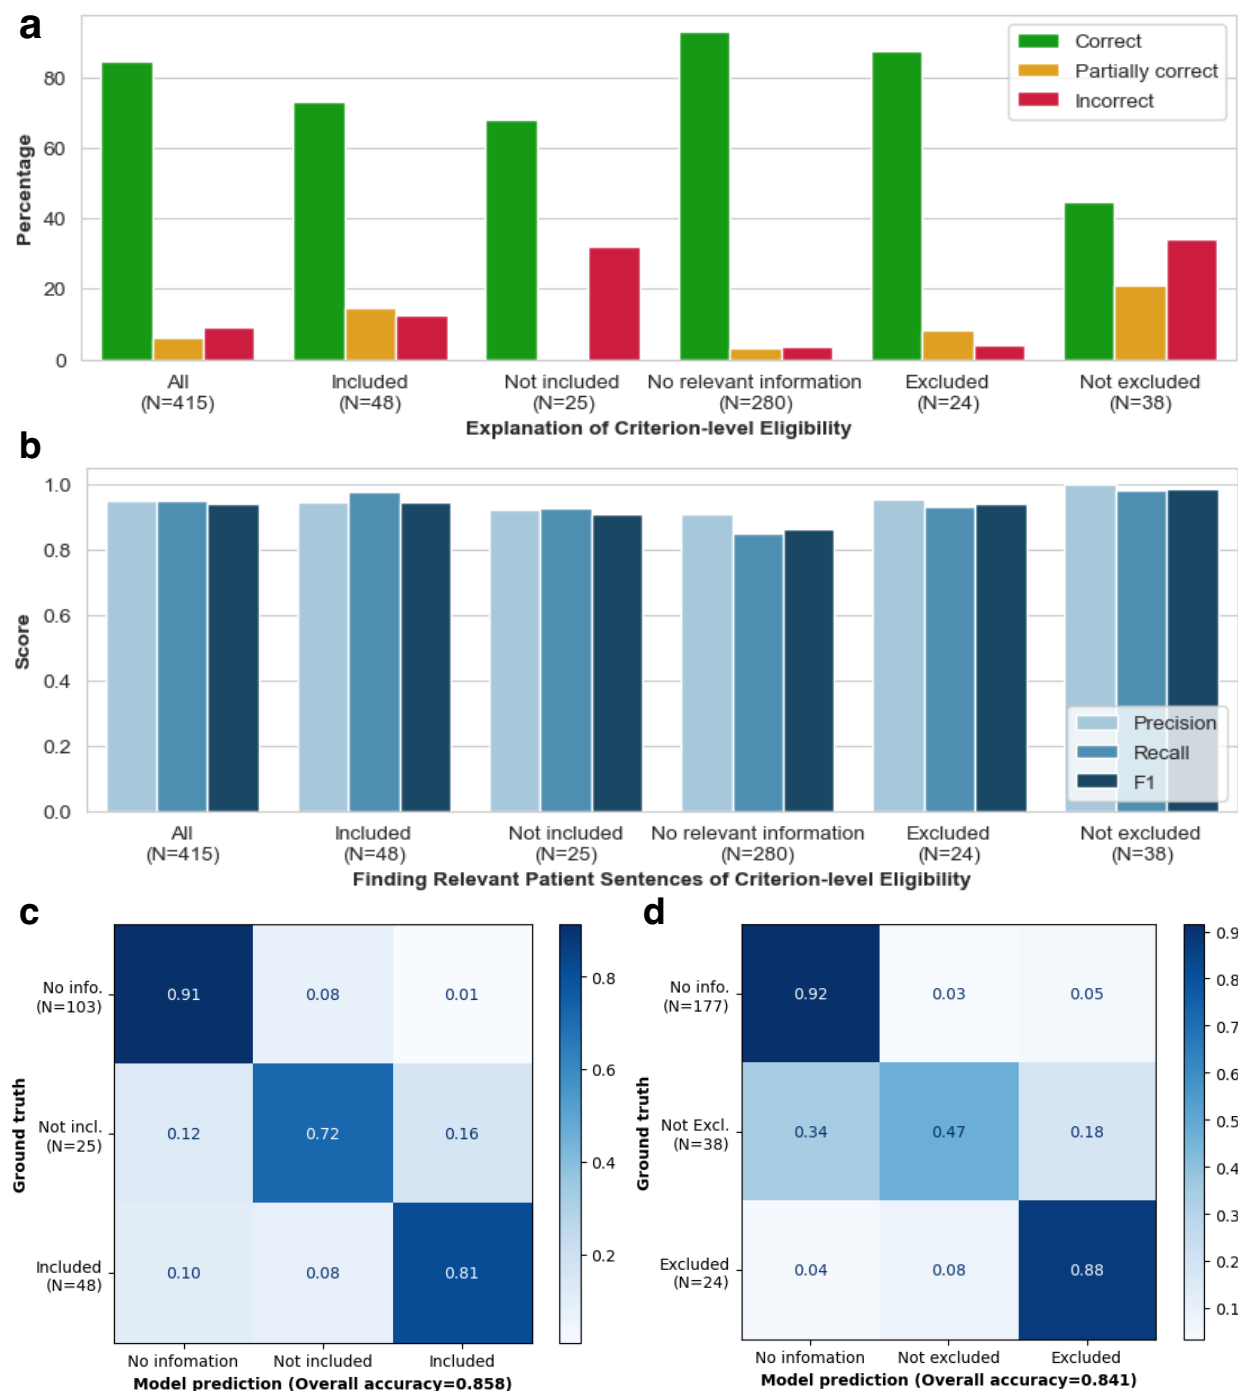 a
80
60
40
20
0
Percentage
Correct
Partially correct
Incorrect
All
(N=415)
Included
(N=48)
Not included
(N=25)
No relevant information
(N=280)
Excluded
(N=24)
Not excluded
(N=38)
Explanation of Criterion-level Eligibility
b
1.0
0.8
0.6
0.4
0.2
0.0
Score
Precision
Recall
F1
All
(N=415)
Included
(N=48)
Not included
(N=25)
No relevant information
(N=280)
Excluded
(N=24)
Not excluded
(N=38)
Finding Relevant Patient Sentences of Criterion-level Eligibility
c
Ground truth
No info.
(N=103)
0.91 0.08 0.01
Not incl.
(N=25)
0.12 0.72 0.16
Included
(N=48)
0.10 0.08 0.81
No infomation Not included Included
Model prediction (Overall accuracy=0.858)
0.8
0.6
0.4
0.2
d
Ground truth
No info.
(N=177)
0.92 0.03 0.05
Not Excl.
(N=38)
0.34 0.47 0.18
Excluded
(N=24)
0.04 0.08 0.88
No infomation Not excluded Excluded
Model prediction (Overall accuracy=0.841)
0.9
0.8
0.7
0.6
0.5
0.4
0.3
0.2
0.1